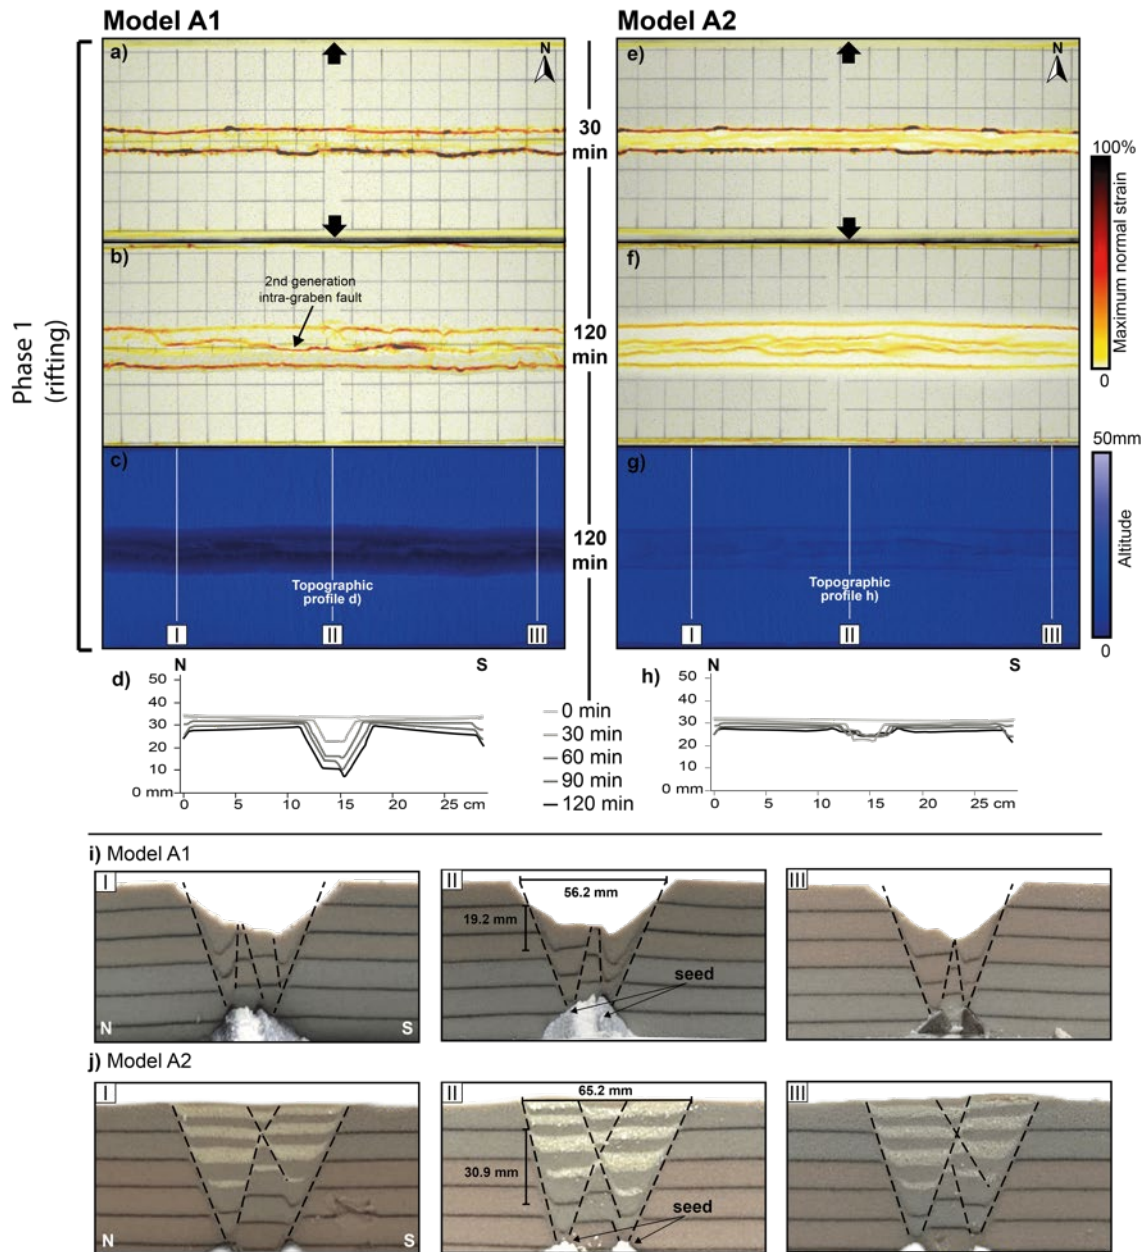 Model A1
Model A2
a)
N
e)
N
30
min
100%
Maximum normal strain
0
b)
2nd generation
intra-graben fault
f)
120
min
Phase 1
(rifting)
c)
Topographic
profile d)
I
II
III
120
min
g)
Topographic
profile h)
I
II
III
50mm
Altitude
0
N
S
d)
50
40
30
20
10
0 mm
0
5
10
15
20
25 cm
0 min
30 min
60 min
90 min
120 min
N
S
h)
50
40
30
20
10
0 mm
0
5
10
15
20
25 cm
i) Model A1
I
N
S
II
56.2 mm
19.2 mm
seed
III
j) Model A2
I
N
S
II
65.2 mm
30.9 mm
seed
III